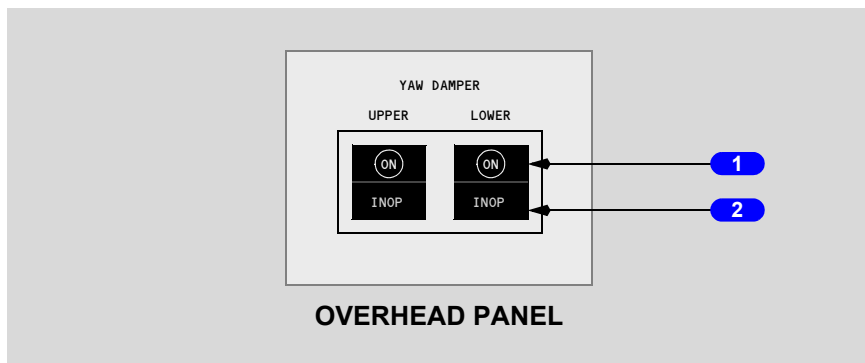 YAW DAMPER
UPPER LOWER
ON ON 1
INOP INOP 2
OVERHEAD PANEL